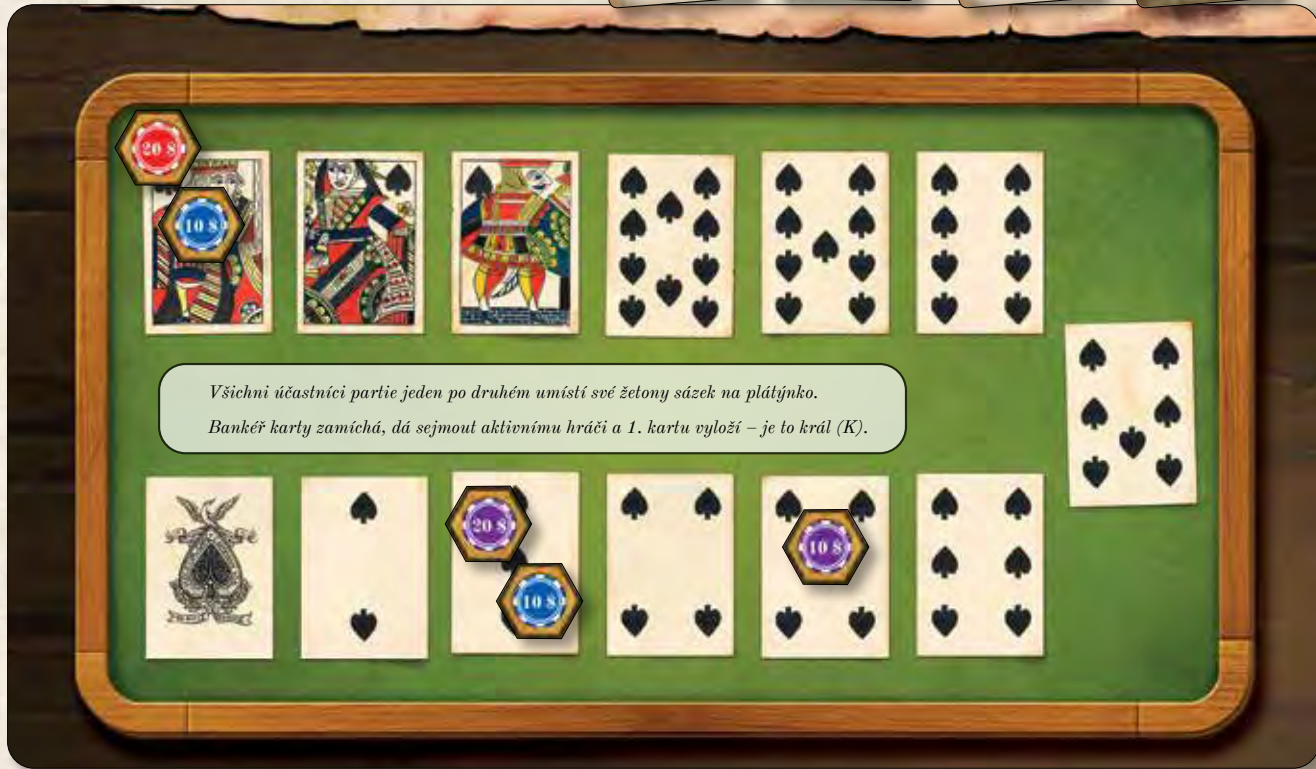 20 $
10 $
Všichni účastníci partie jeden po druhém umístí své žetony sázek na plátýnko.
Bankéř karty zamíchá, dá sejmout aktivnímu hráči a 1. kartu vyloží – je to král (K).
20 $
10 $
10 $